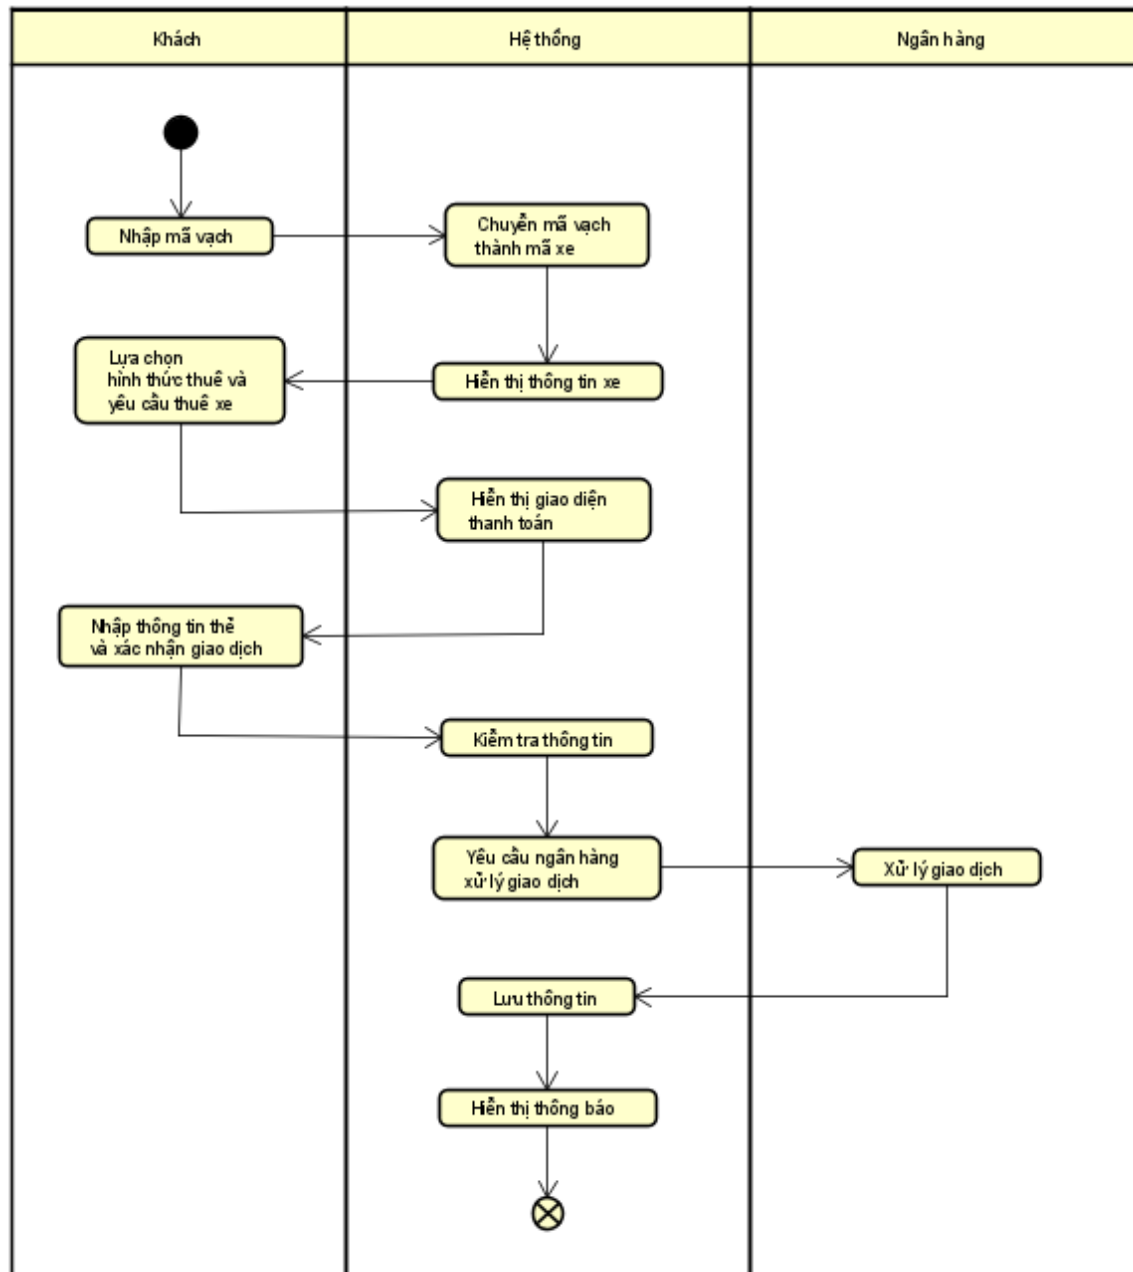 Khách
Hệ thống
Ngân hàng
Nhập mã vạch
Chuyển mã vạch
thành mã xe
Lựa chọn
hình thức thuê và
yêu cầu thuê xe
Hiển thị thông tin xe
Hiển thị giao diện
thanh toán
Nhập thông tin thẻ
và xác nhận giao dịch
Kiểm tra thông tin
Yêu cầu ngân hàng
xử lý giao dịch
Xử lý giao dịch
Lưu thông tin
Hiển thị thông báo